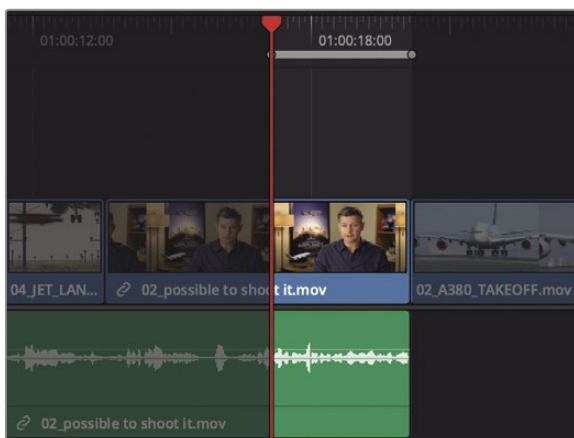 01:00:12:00
01:00:18:00
04_JET_LAN...
02_possible to shoot it.mov
02_A380_TAKEOFF.mov
02_possible to shoot it.mov